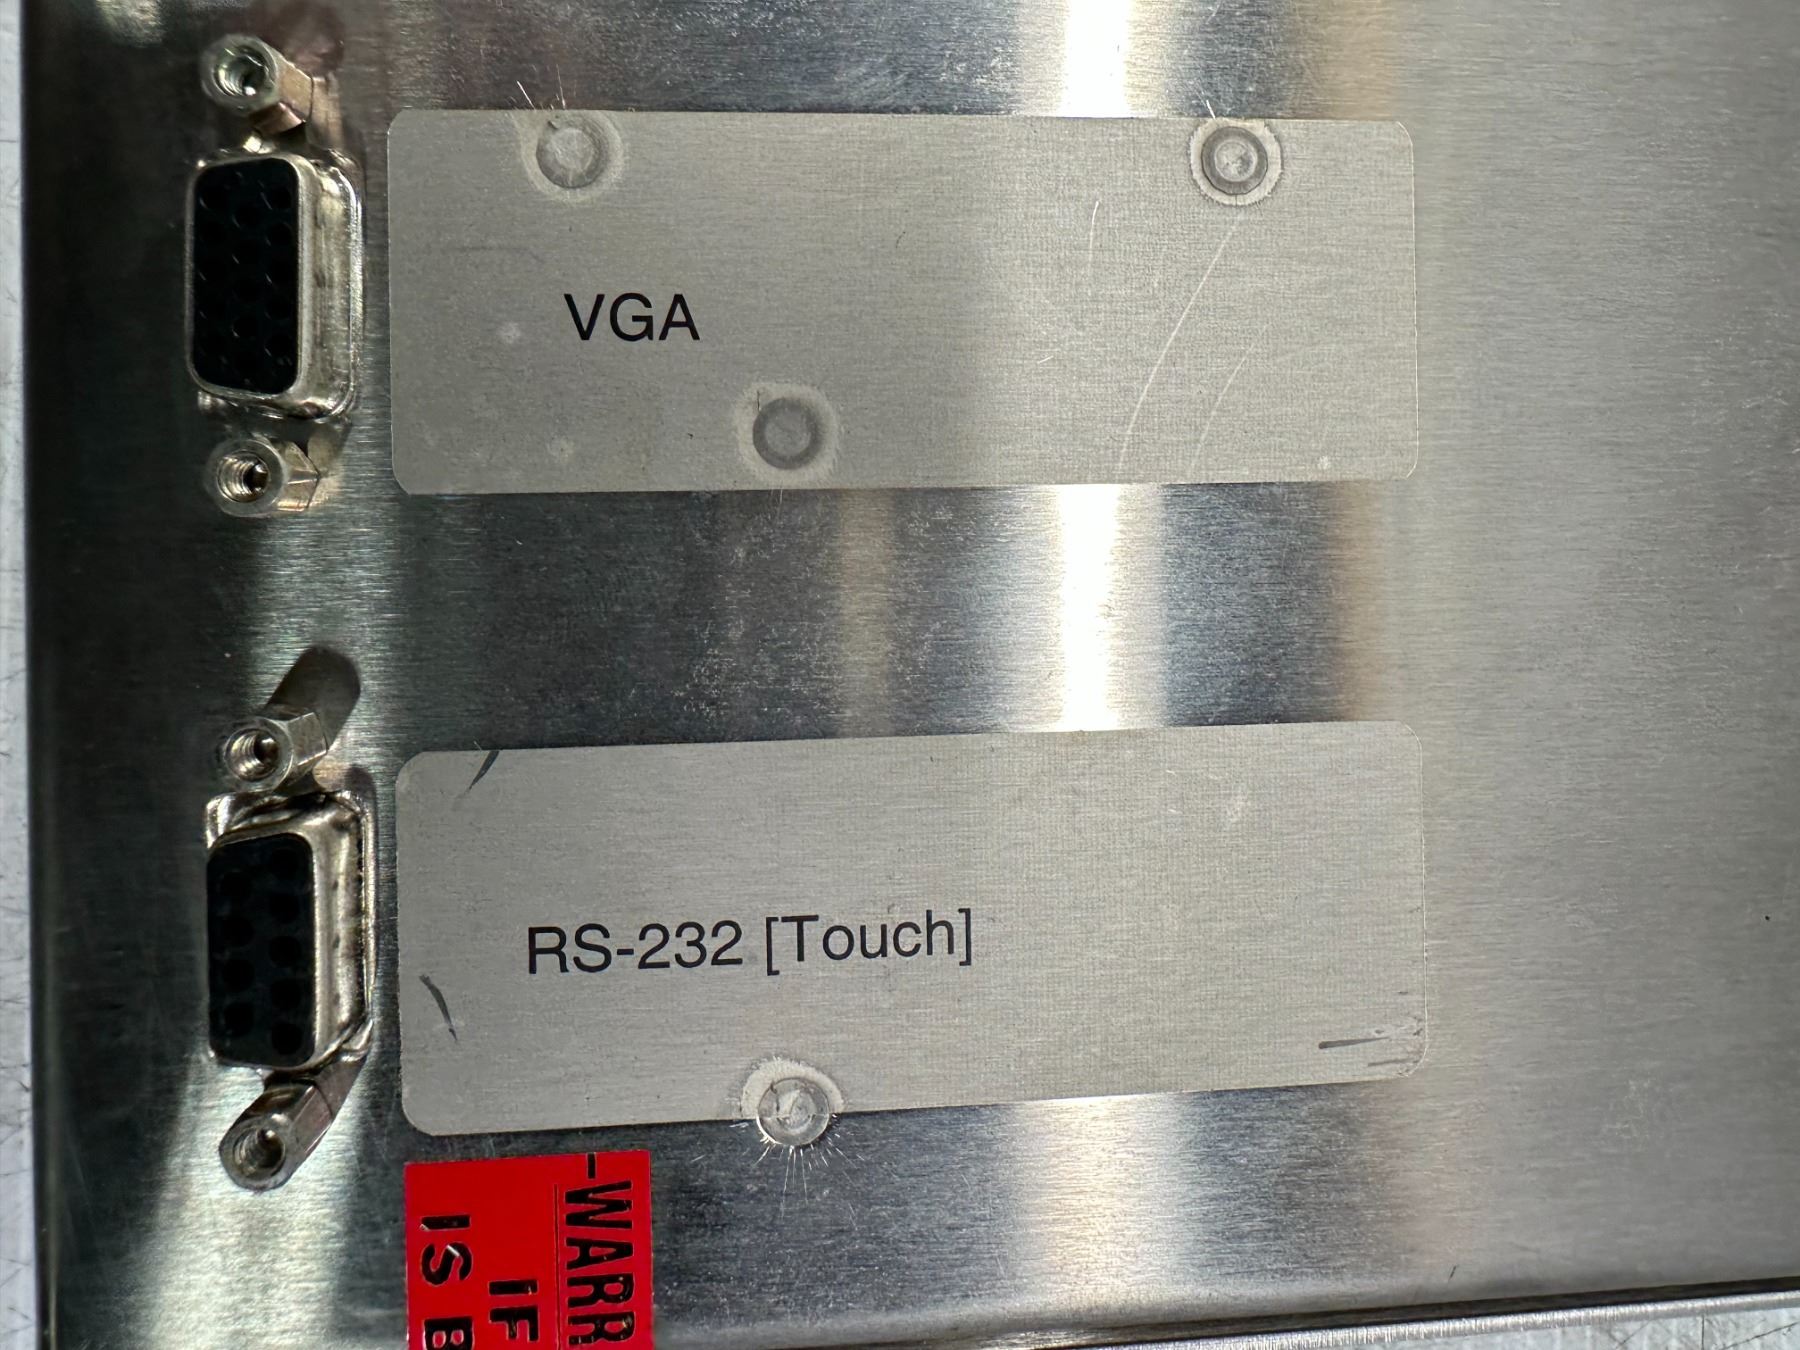 VGA
RS-232 [Touch]
-WARR
IF
IS B